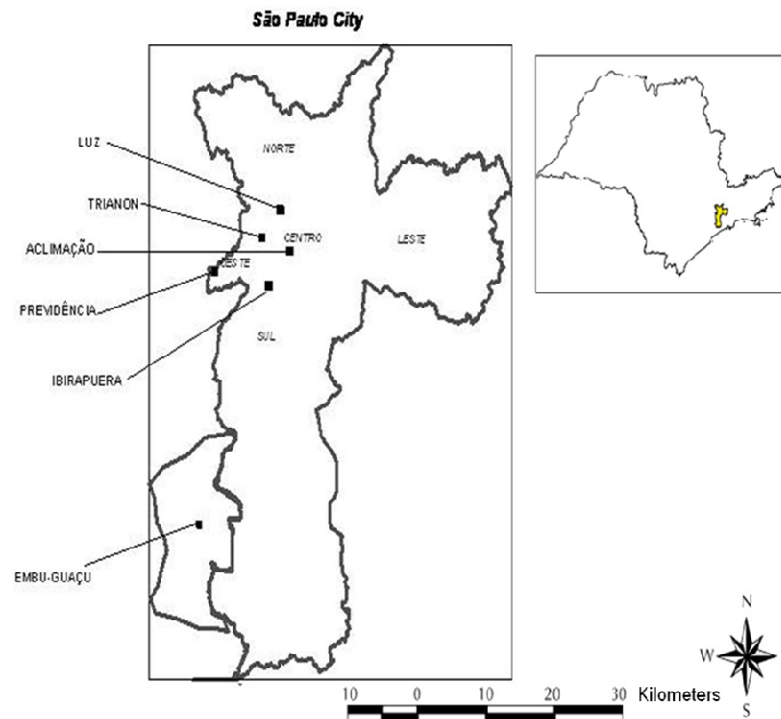 São Paulo City
LUZ
NORTE
TRIANON
CENTRO
LESTE
ACLIMAÇÃO
OESTE
PREVIDÊNCIA
SUL
IBIRAPUERA
EMBU-GUAÇU
N
W
S
10 0 10 20 30 Kilometers